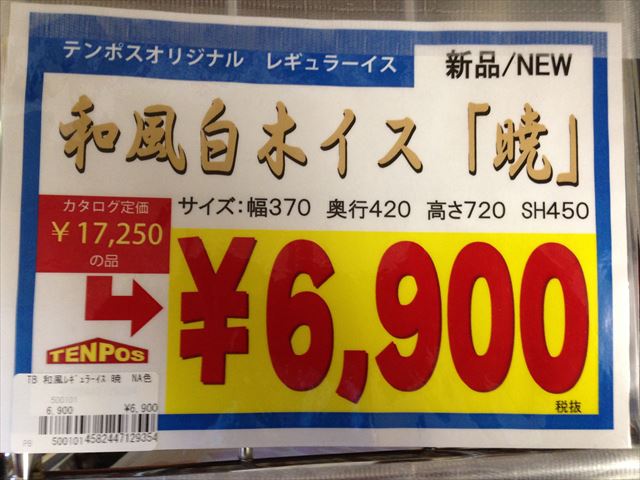 テンポスオリジナル レギュラーイス
新品/NEW
和風白木イス「暁」
カタログ定価
￥17,250
の品
サイズ:幅370 奥行420 高さ720 SH450
￥6,900
税抜
TENPOS
TB 和風ﾚｷﾞｭﾗｰイス 暁 NA色
500101
6,900 ¥6,900
5001014582447129354